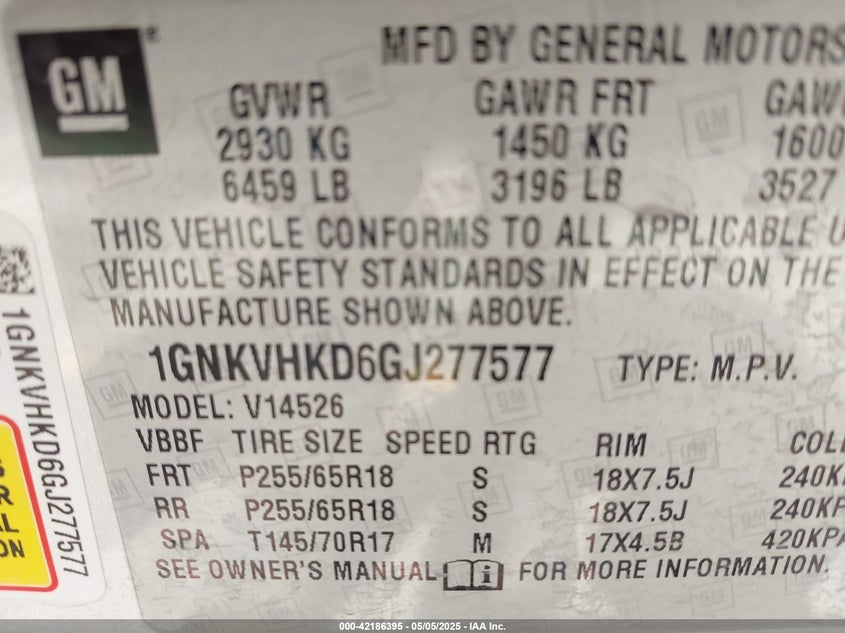 GM®
MFD BY GENERAL MOTORS
GVWR GAWR FRT
2930 KG 1450 KG 1600
6459 LB 3196 LB 3527
THIS VEHICLE CONFORMS TO ALL APPLICABLE
VEHICLE SAFETY STANDARDS IN EFFECT ON THE
MANUFACTURE SHOWN ABOVE.
1GNKVHKD6GJ277577 TYPE: M.P.V.
MODEL: V14526
VBBF TIRE SIZE SPEED RTG RIM
FRT P255/65R18 S 18X7.5J 240KP
RR P255/65R18 S 18X7.5J 240KP
SPA T145/70R17 M 17X4.5B 420KPA
SEE OWNER'S MANUAL i FOR MORE INFORMATION.
1GNKVHKD6GJ277577
000-42186395 - 05/05/2025 - IAA Inc.